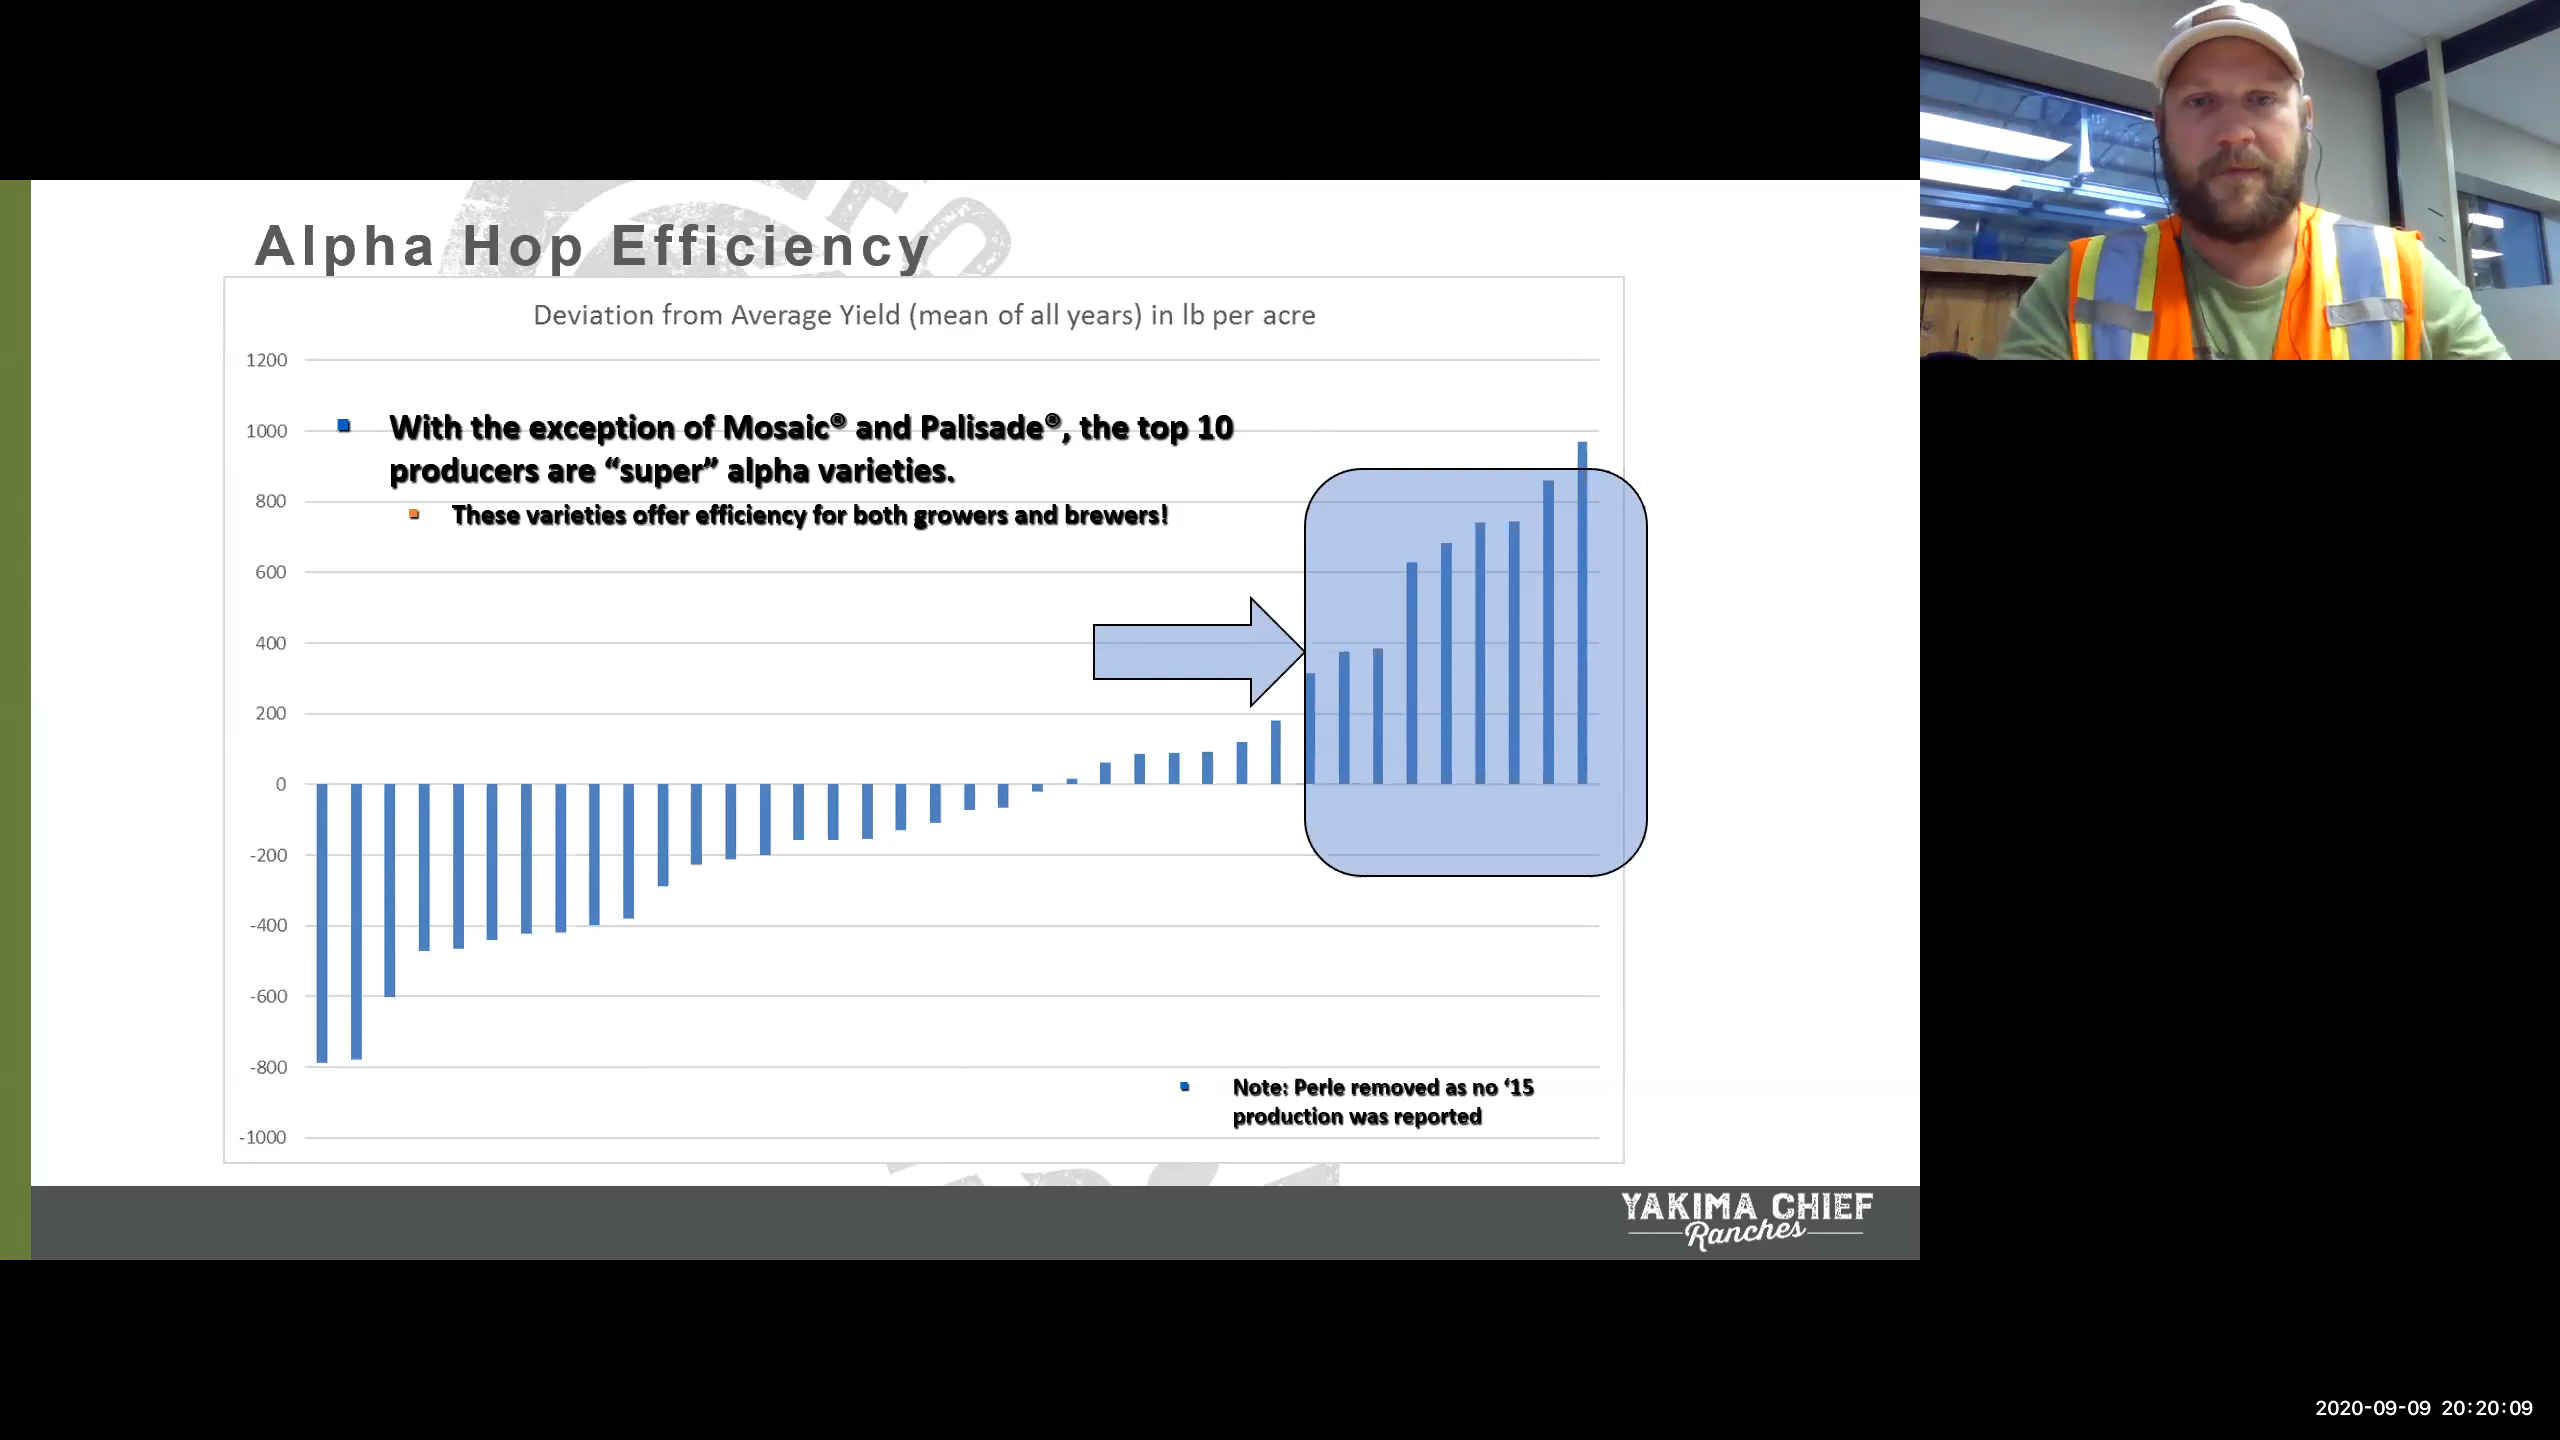 Alpha Hop Efficiency
Deviation from Average Yield (mean of all years) in lb per acre
1200
1000
800
600
400
200
0
-200
-400
-600
-800
-1000
With the exception of Mosaic® and Palisade®, the top 10
producers are “super” alpha varieties.
These varieties offer efficiency for both growers and brewers!
Note: Perle removed as no ‘15
production was reported
YAKIMA CHIEF
Ranches
2020-09-09 20:20:09